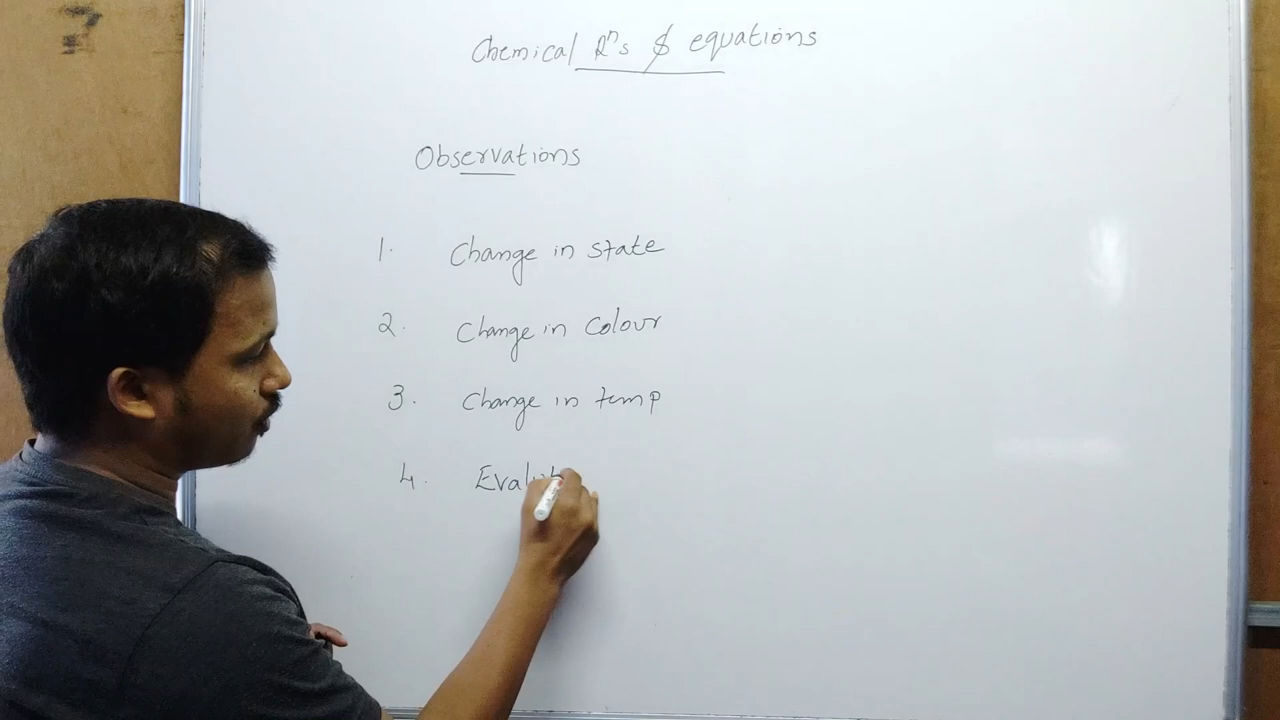 Chemical Rⁿs & equations
Observations
1. Change in state
2. Change in Colour
3. Change in temp
4.